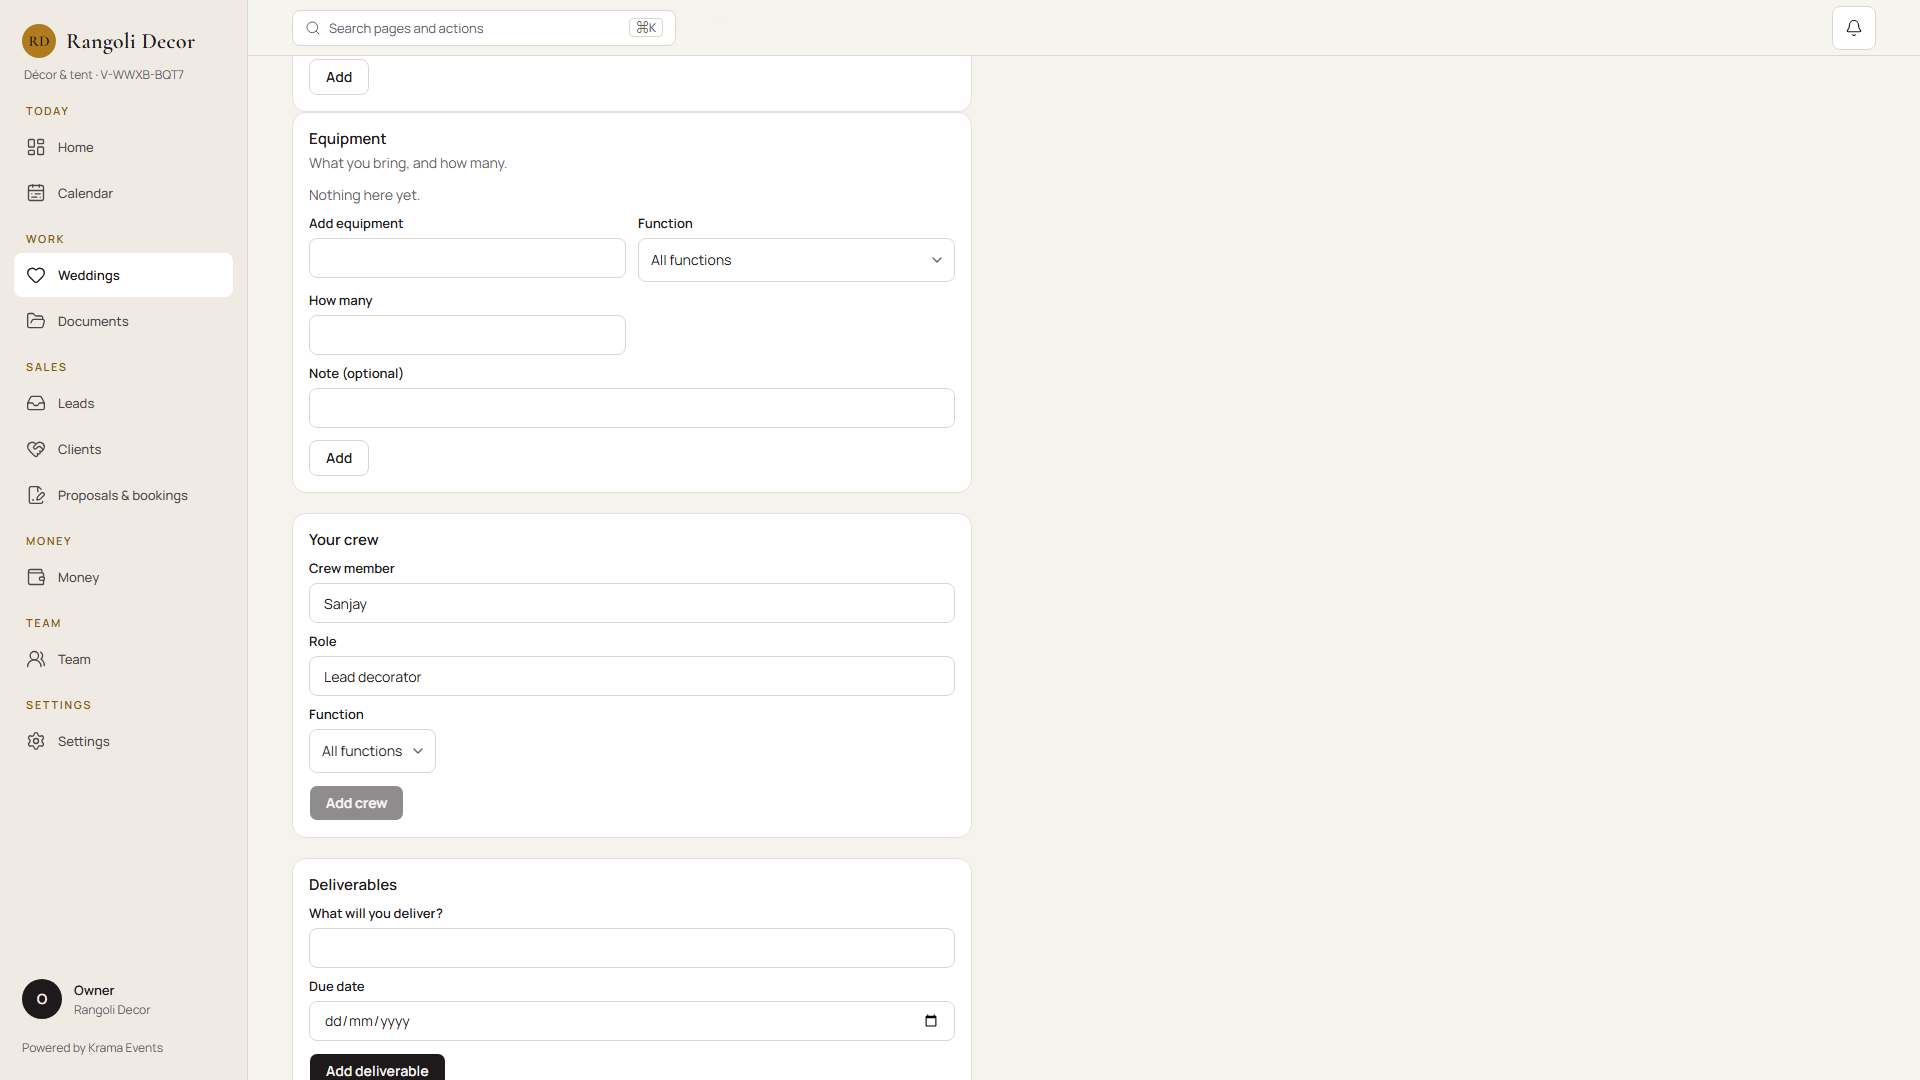 RD
Rangoli Decor
Décor & tent · V-WWXB-BQT7
TODAY
Home
Calendar
WORK
Weddings
Documents
SALES
Leads
Clients
Proposals & bookings
MONEY
Money
TEAM
Team
SETTINGS
Settings
O
Owner
Rangoli Decor
Powered by Krama Events
Search pages and actions
⌘K
Add
Equipment
What you bring, and how many.
Nothing here yet.
Add equipment
Function
All functions
How many
Note (optional)
Add
Your crew
Crew member
Sanjay
Role
Lead decorator
Function
All functions
Add crew
Deliverables
What will you deliver?
Due date
dd/mm/yyyy
Add deliverable